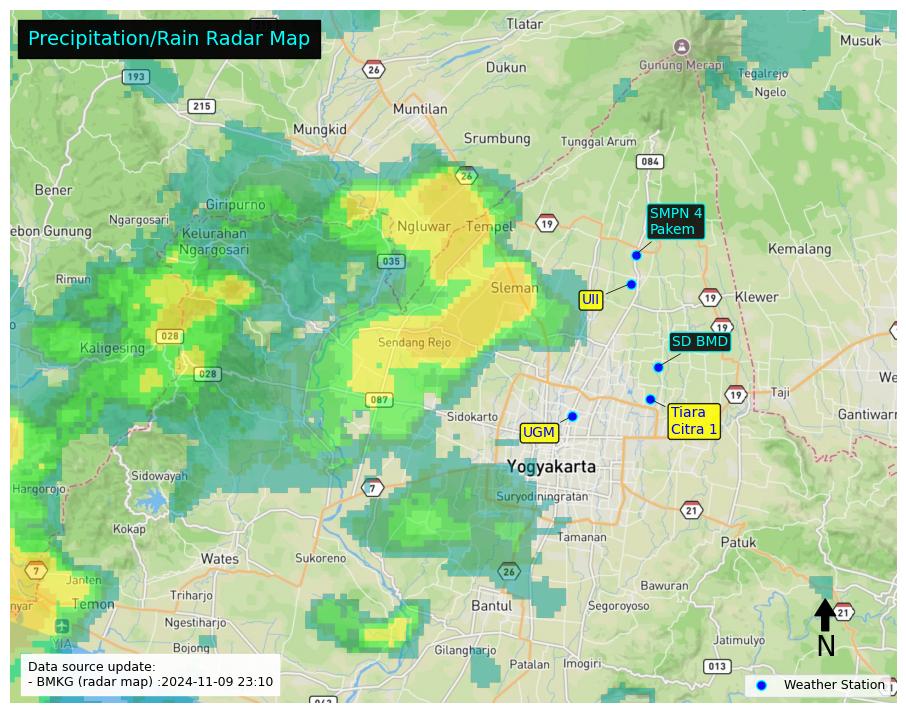 Precipitation/Rain Radar Map
Tlatar
Musuk
26
Dukun
Gunung Merapi
193
Tegalrejo
Ngelo
215
Muntilan
Mungkid
Srumbung
Tunggal Arum
084
26
Bener
Giripurno
SMPN 4
Pakem
Ngargosari
Ngluwar
Tempel
19
ebon Gunung
Kelurahan
Ngargosari
Kemalang
035
Rimun
Sleman
UII
19
Klewer
19
028
Sendang Rejo
SD BMD
Kaligesing
028
We
087
19
Taji
Sidokarto
Tiara
Citra 1
Gantiwarn
UGM
Yogyakarta
Sidowayah
Hargorojo
7
Suryodiningratan
21
Kokap
Tamanan
Patuk
Wates
Sukoreno
7
26
Janten
Bawuran
nyar
Temon
Triharjo
Bantul
Segoroyoso
21
Ngestiharjo
YIA
Jatimulyo
N
Bojong
Gilangharjo
Patalan
Imogiri
013
Data source update:
- BMKG (radar map) :2024-11-09 23:10
Weather Station